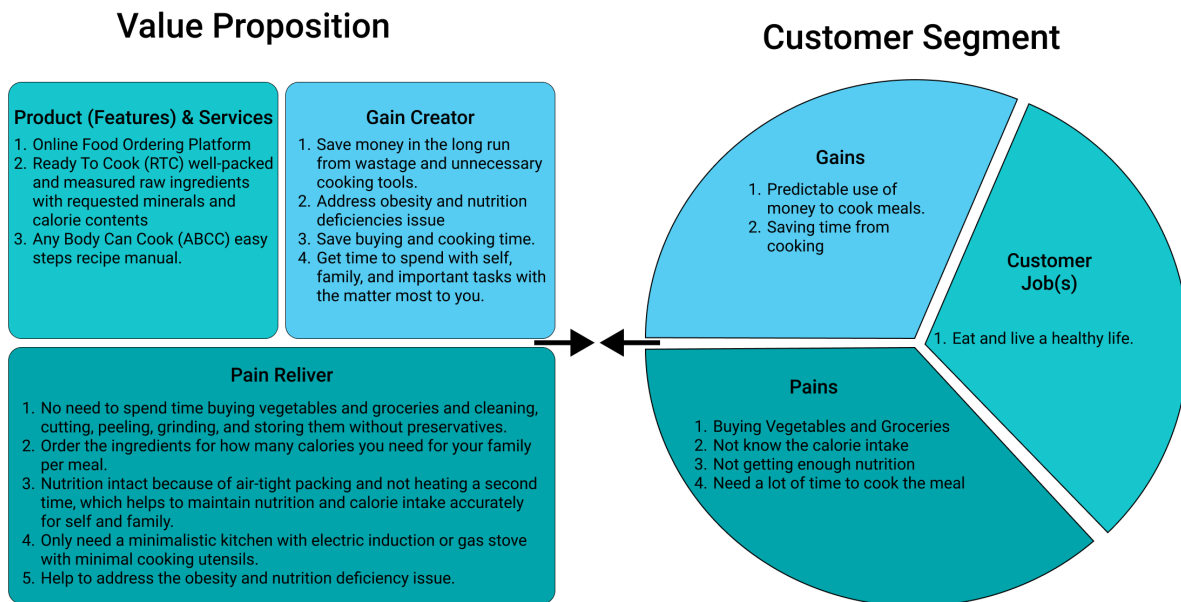 Value Proposition
Customer Segment
Product (Features) & Services
1. Online Food Ordering Platform
2. Ready To Cook (RTC) well-packed
and measured raw ingredients
with requested minerals and
calorie contents
3. Any Body Can Cook (ABCC) easy
steps recipe manual.
Gain Creator
1. Save money in the long run
from wastage and unnecessary
cooking tools.
2. Address obesity and nutrition
deficiencies issue
3. Save buying and cooking time.
4. Get time to spend with self,
family, and important tasks with
the matter most to you.
Pain Reliver
1. No need to spend time buying vegetables and groceries and cleaning,
cutting, peeling, grinding, and storing them without preservatives.
2. Order the ingredients for how many calories you need for your family
per meal.
3. Nutrition intact because of air-tight packing and not heating a second
time, which helps to maintain nutrition and calorie intake accurately
for self and family.
4. Only need a minimalistic kitchen with electric induction or gas stove
with minimal cooking utensils.
5. Help to address the obesity and nutrition deficiency issue.
Gains
1. Predictable use of
money to cook meals.
2. Saving time from
cooking
Customer
Job(s)
1. Eat and live a healthy life.
Pains
1. Buying Vegetables and Groceries
2. Not know the calorie intake
3. Not getting enough nutrition
4. Need a lot of time to cook the meal